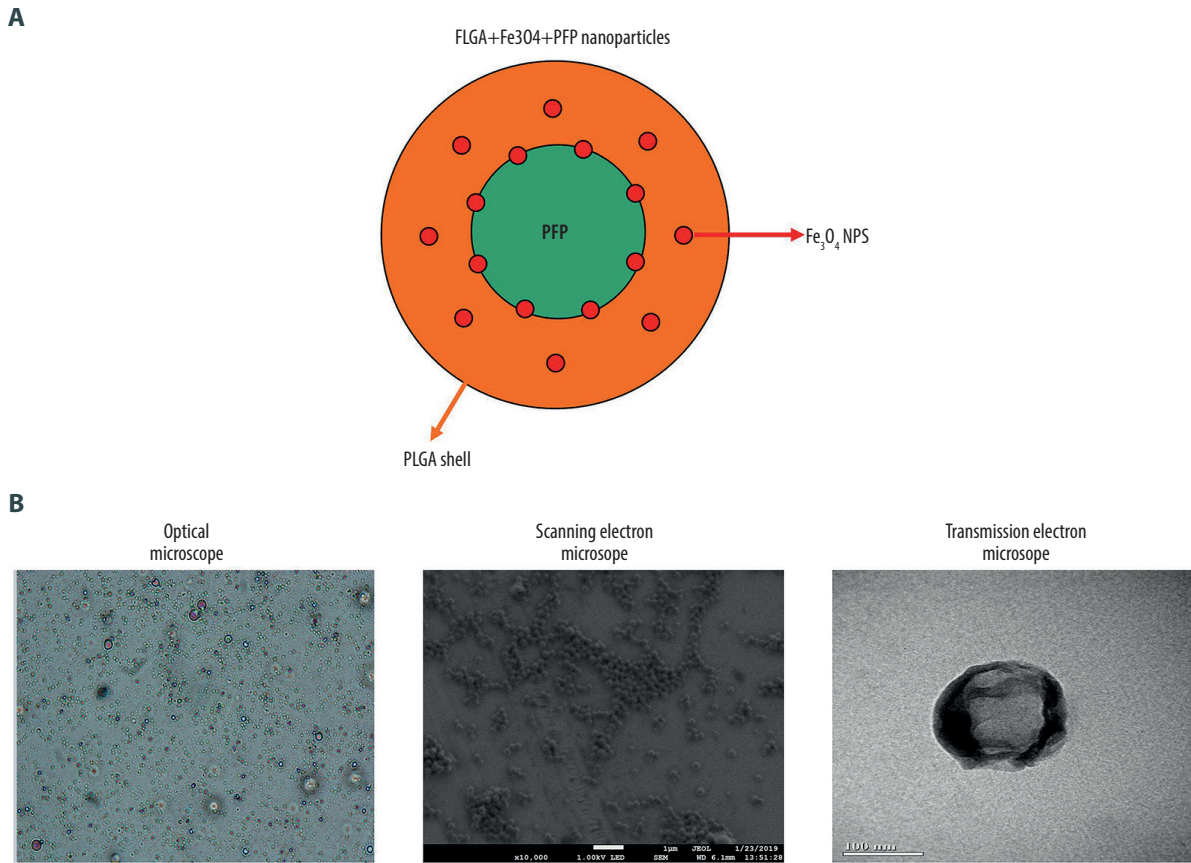 A
FLGA+Fe3O4+PFP nanoparticles
PFP
Fe₃O₄ NPS
PLGA shell
B
Optical
microscope
Scanning electron
microsope
Transmission electron
microsope
1µm JEOL 1/23/2019
x10,000 1.00kV LED SEM WD 6.1mm 13:51:28
100 nm